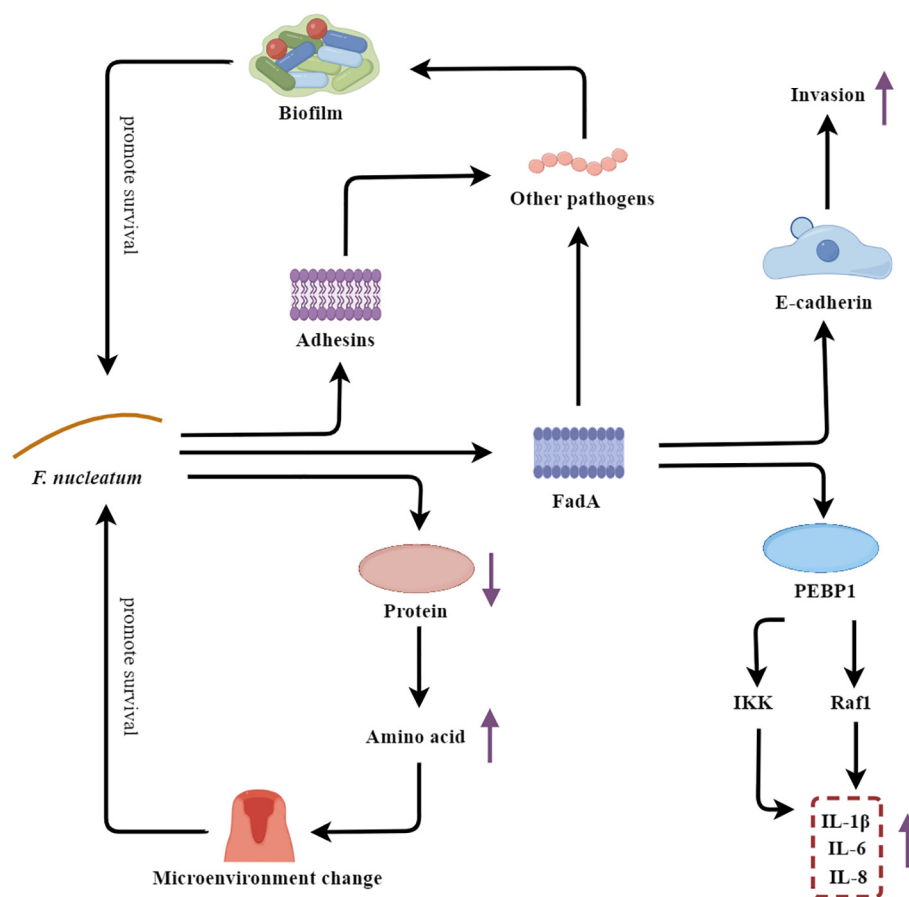 Biofilm
Invasion
promote survival
Other pathogens
E-cadherin
Adhesins
F. nucleatum
FadA
PEBP1
Protein
promote survival
IKK
Raf1
Amino acid
IL-1β
IL-6
IL-8
Microenvironment change